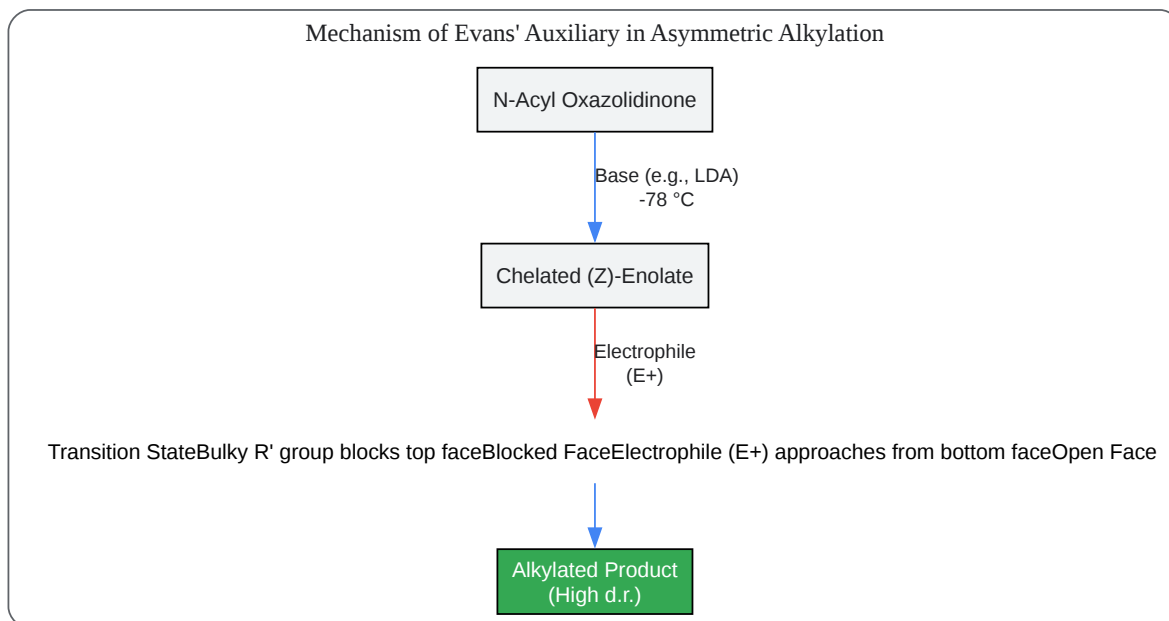 Mechanism of Evans' Auxiliary in Asymmetric Alkylation
N-Acyl Oxazolidinone
Base (e.g., LDA)
-78 °C
Chelated (Z)-Enolate
Electrophile
(E+)
Transition StateBulky R' group blocks top faceBlocked FaceElectrophile (E+) approaches from bottom faceOpen Face
Alkylated Product
(High d.r.)